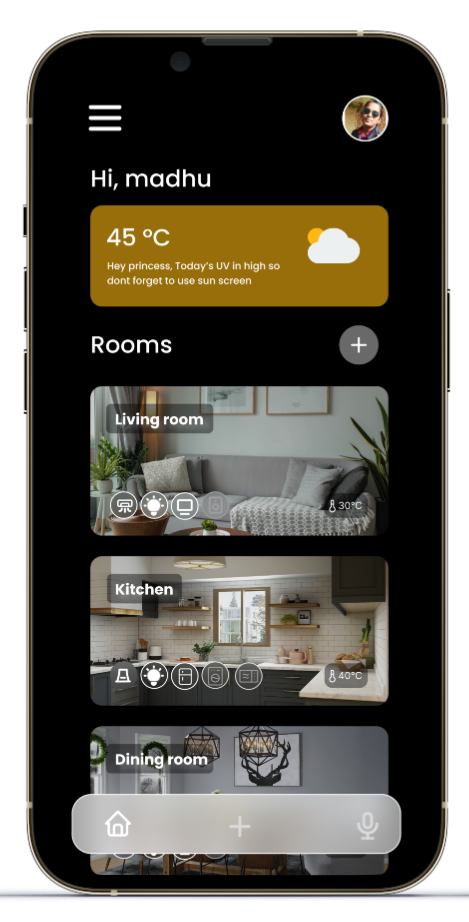 Hi, madhu
45 °C
Hey princess, Today's UV in high so
dont forget to use sun screen
Rooms
Living room
30°C
Kitchen
40°C
Dining room